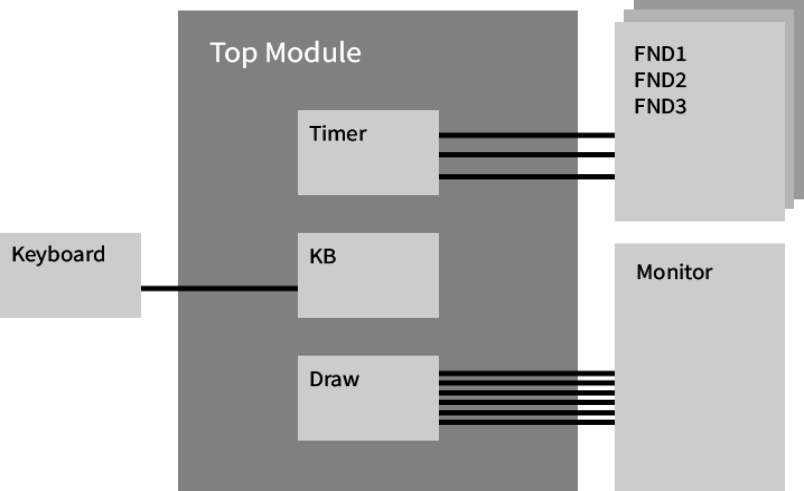 Top Module
FND1
FND2
FND3
Timer
Keyboard
KB
Monitor
Draw